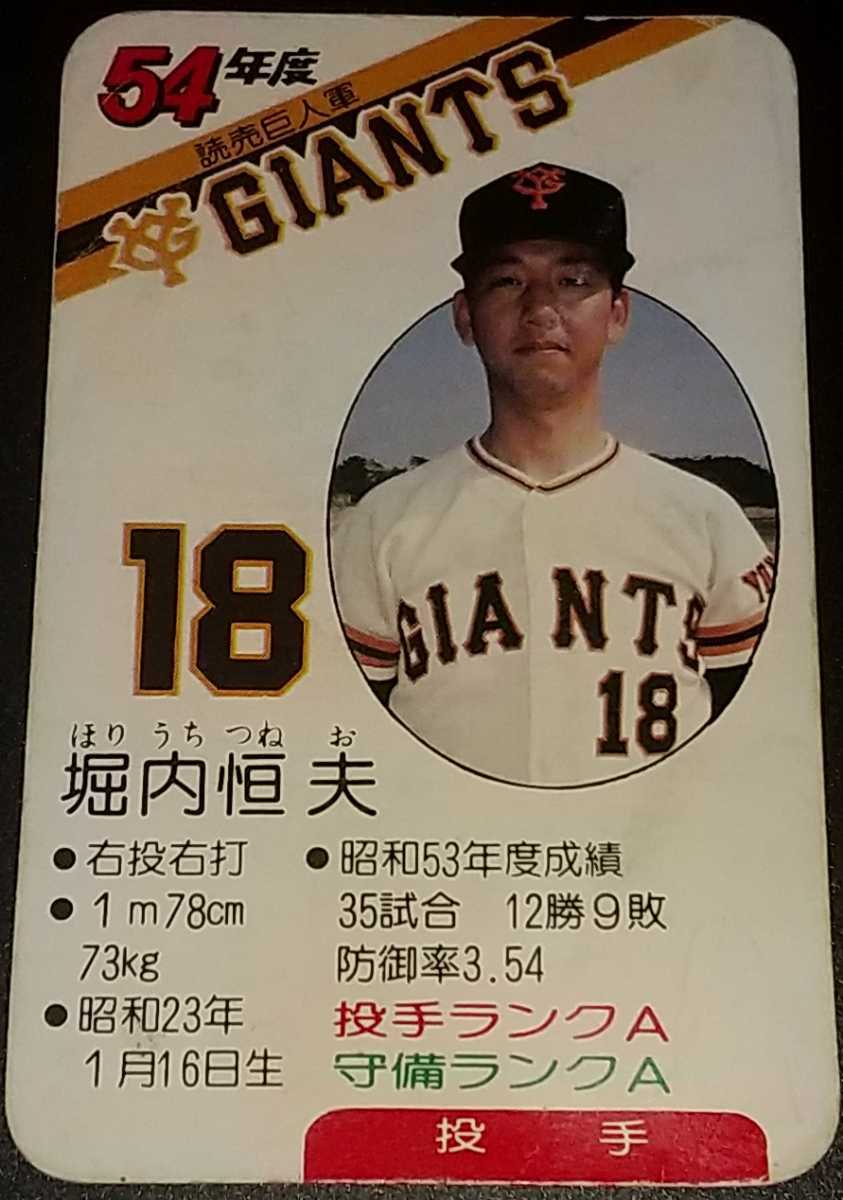 54年度
読売巨人軍
YG GIANTS
YG
YO
GIANTS
18
18
ほり うち つね お
堀内恒夫
●右投右打
●1m78cm
73kg
●昭和23年
1月16日生
●昭和53年度成績
35試合 12勝9敗
防御率3.54
投手ランクA
守備ランクA
投手